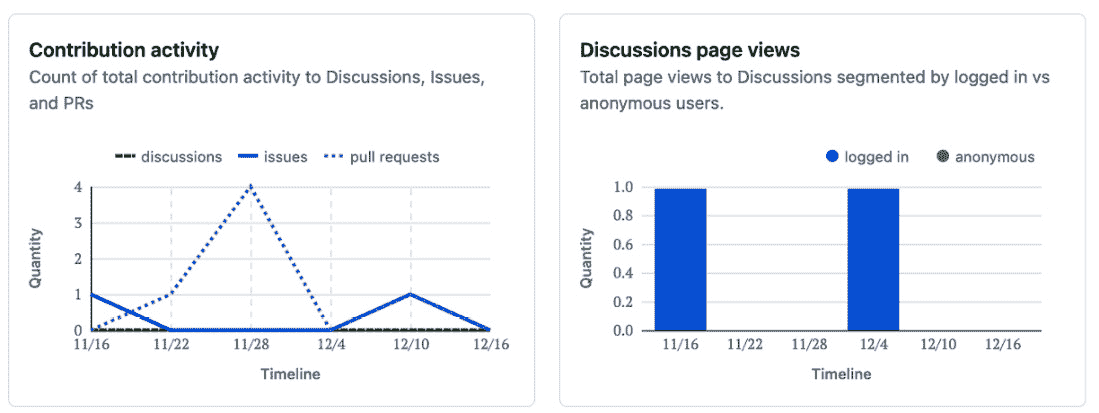 Contribution activity
Count of total contribution activity to Discussions, Issues,
and PRs
discussions issues pull requests
4
3
2
1
0
Quantity
11/16 11/22 11/28 12/4 12/10 12/16
Timeline
Discussions page views
Total page views to Discussions segmented by logged in vs
anonymous users.
logged in anonymous
1.0
0.8
0.6
0.4
0.2
0.0
Quantity
11/16 11/22 11/28 12/4 12/10 12/16
Timeline